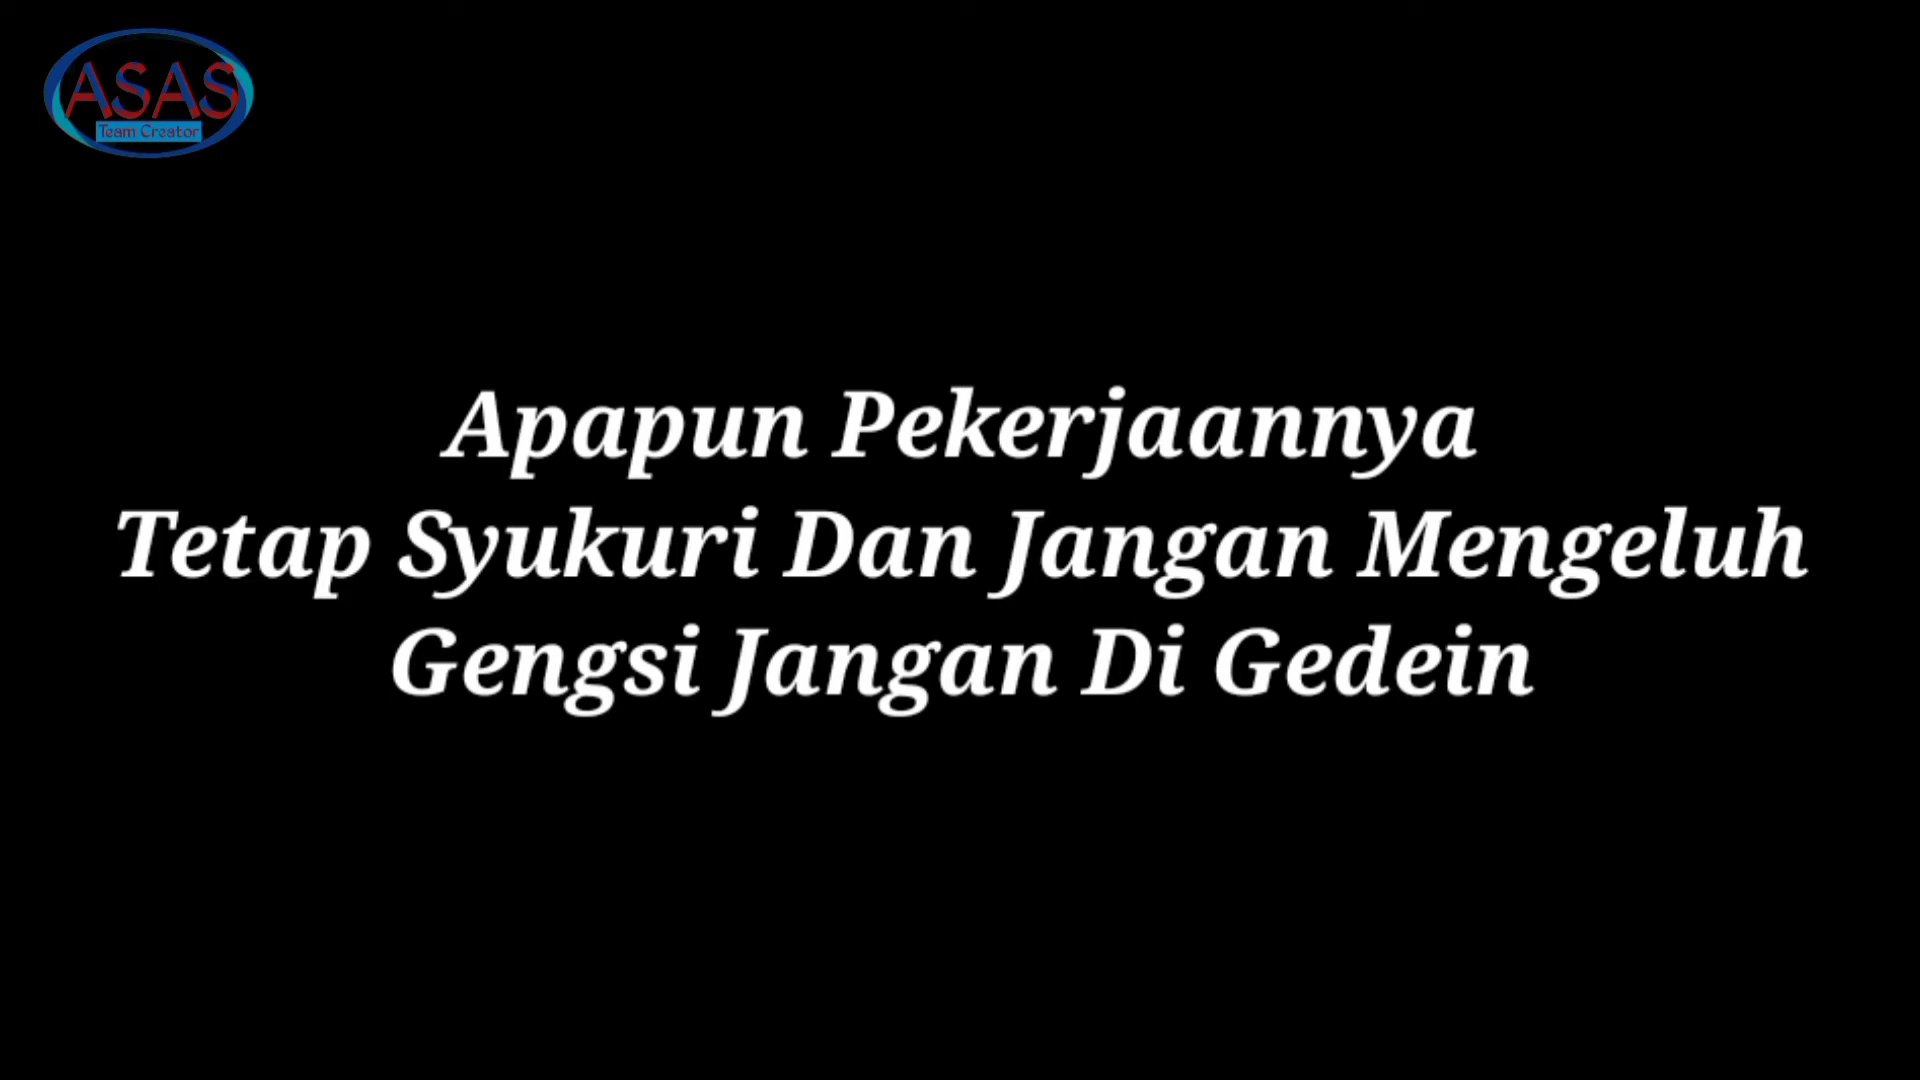 ASAS
Team Creator
Apapun Pekerjaannya
Tetap Syukuri Dan Jangan Mengeluh
Gengsi Jangan Di Gedein